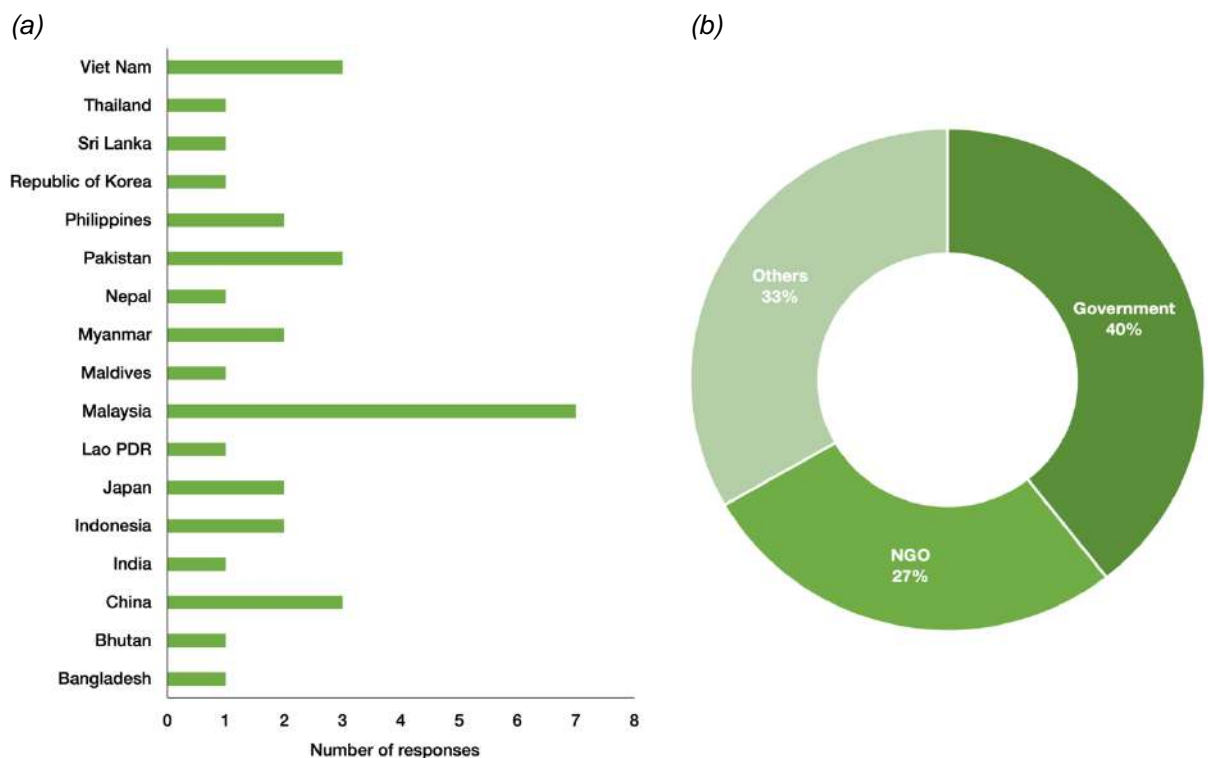 (a)
Viet Nam
Thailand
Sri Lanka
Republic of Korea
Philippines
Pakistan
Nepal
Myanmar
Maldives
Malaysia
Lao PDR
Japan
Indonesia
India
China
Bhutan
Bangladesh
0 1 2 3 4 5 6 7 8
Number of responses
(b)
Others
33%
Government
40%
NGO
27%